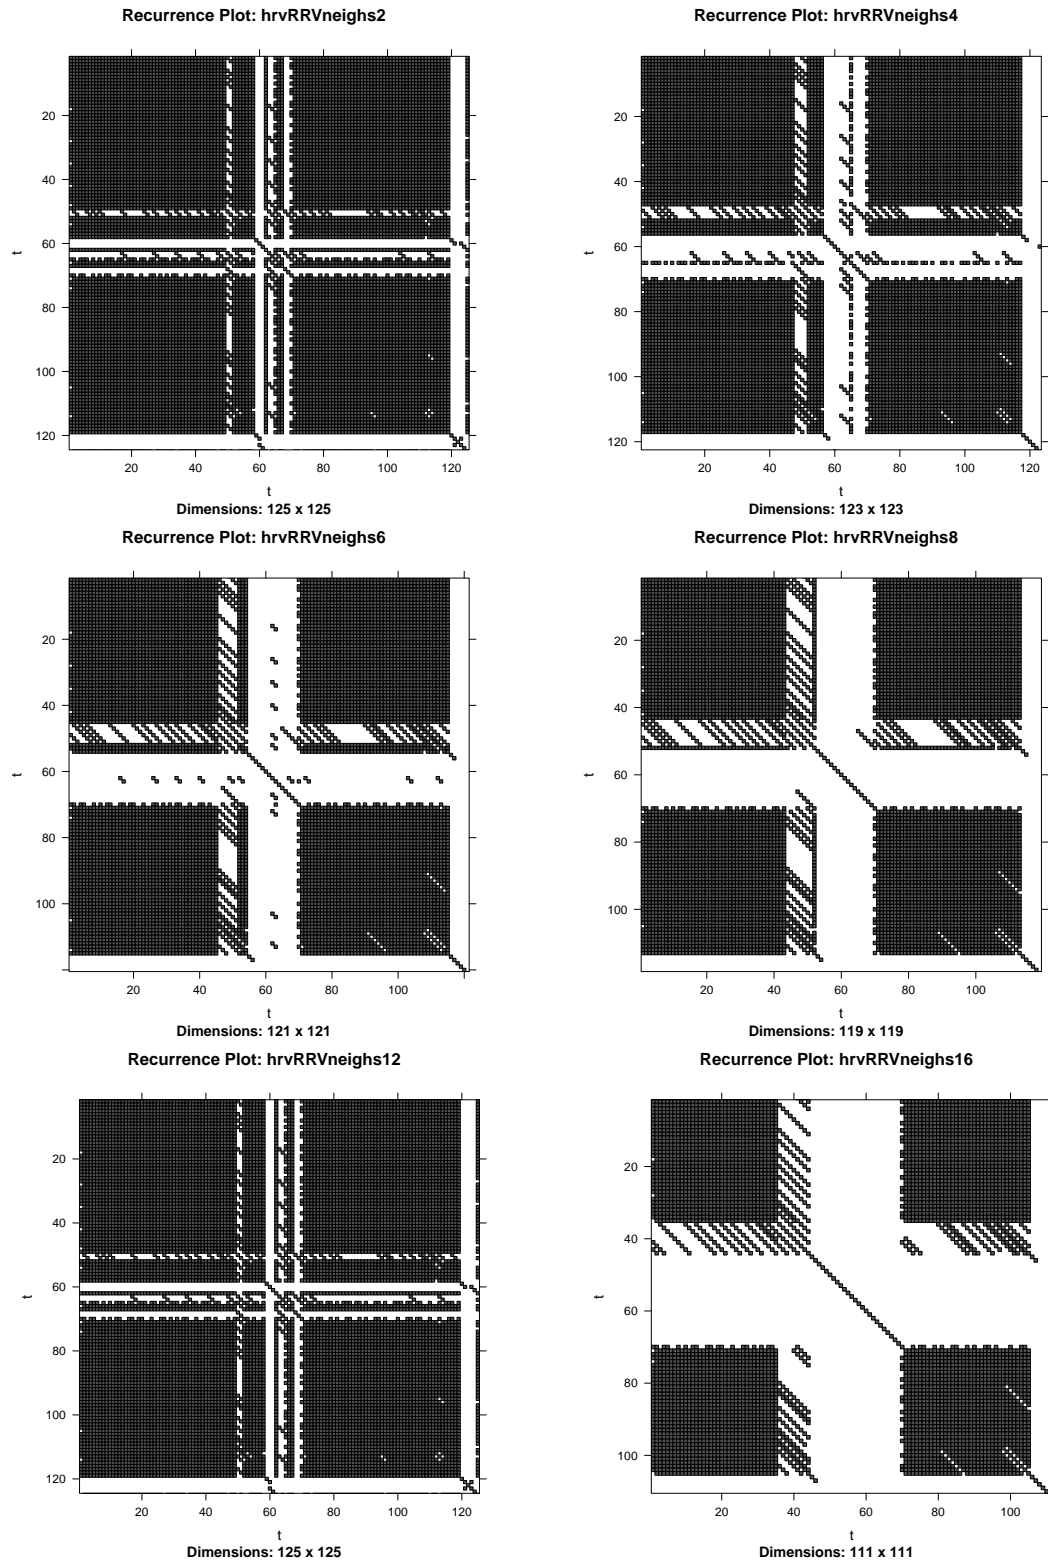 Recurrence Plot: hrvRRVneighs2
20
40
60
80
100
120
t
20 40 60 80 100 120
t
Dimensions: 125 x 125
Recurrence Plot: hrvRRVneighs4
20
40
60
80
100
120
t
20 40 60 80 100 120
t
Dimensions: 123 x 123
Recurrence Plot: hrvRRVneighs6
20
40
60
80
100
t
20 40 60 80 100
t
Dimensions: 121 x 121
Recurrence Plot: hrvRRVneighs8
20
40
60
80
100
t
20 40 60 80 100
t
Dimensions: 119 x 119
Recurrence Plot: hrvRRVneighs12
20
40
60
80
100
120
t
20 40 60 80 100 120
t
Dimensions: 125 x 125
Recurrence Plot: hrvRRVneighs16
20
40
60
80
100
t
20 40 60 80 100
t
Dimensions: 111 x 111